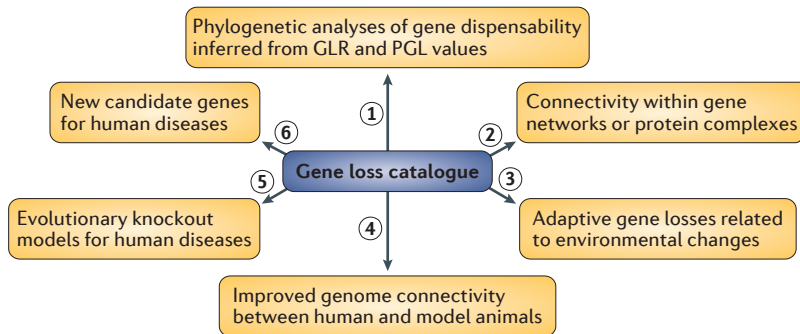 Phylogenetic analyses of gene dispensability
inferred from GLR and PGL values
New candidate genes
for human diseases
Connectivity within gene
networks or protein complexes
1
6
2
Gene loss catalogue
5
3
4
Evolutionary knockout
models for human diseases
Adaptive gene losses related
to environmental changes
Improved genome connectivity
between human and model animals